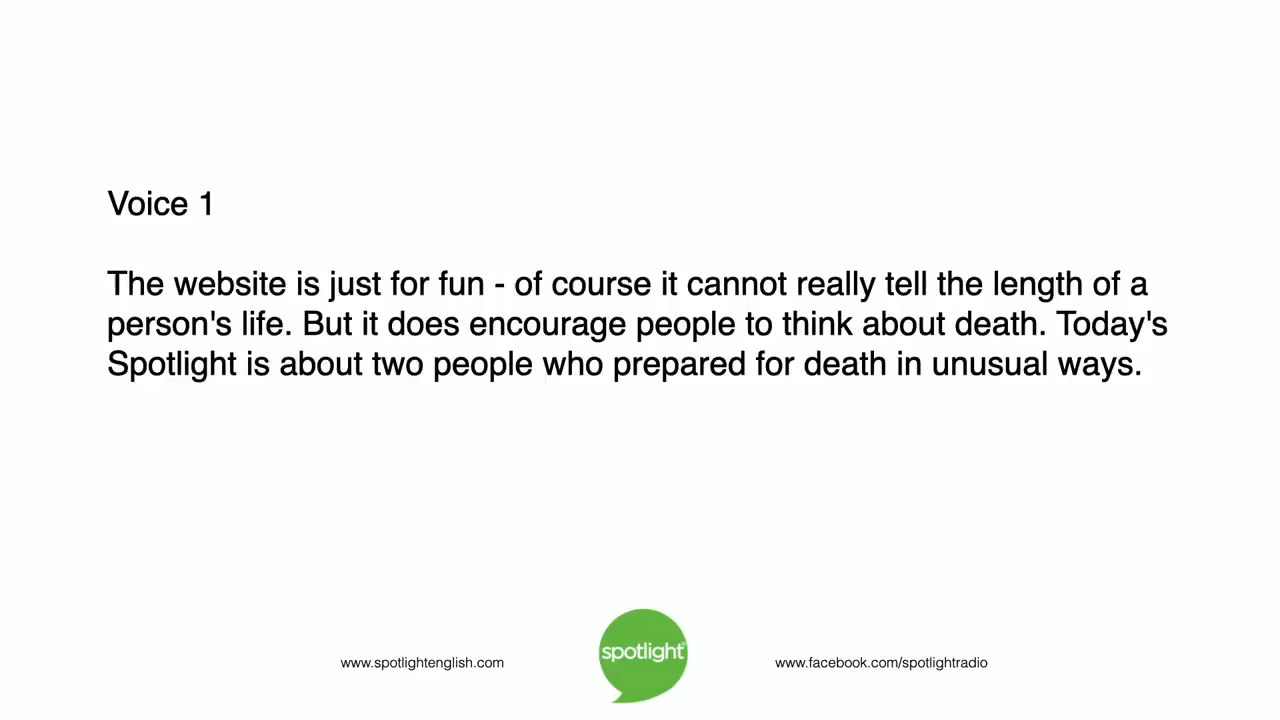 Voice 1
The website is just for fun - of course it cannot really tell the length of a
person's life. But it does encourage people to think about death. Today's
Spotlight is about two people who prepared for death in unusual ways.
www.spotlightenglish.com
spotlight
www.facebook.com/spotlightradio